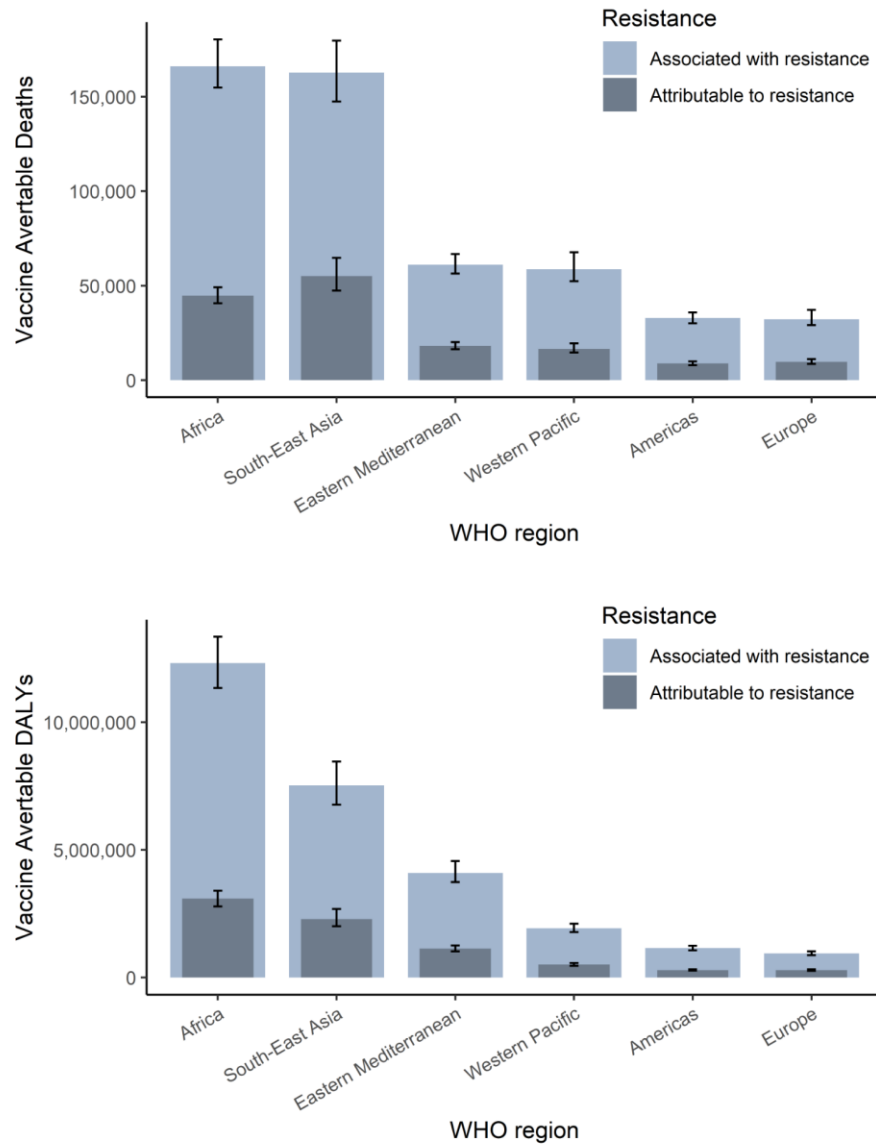 Resistance
Associated with resistance
Attributable to resistance
Vaccine Avertable Deaths
150,000
100,000
50,000
0
Africa
South-East Asia
Eastern Mediterranean
Western Pacific
Americas
Europe
WHO region
Resistance
Associated with resistance
Attributable to resistance
Vaccine Avertable DALYs
10,000,000
5,000,000
0
Africa
South-East Asia
Eastern Mediterranean
Western Pacific
Americas
Europe
WHO region